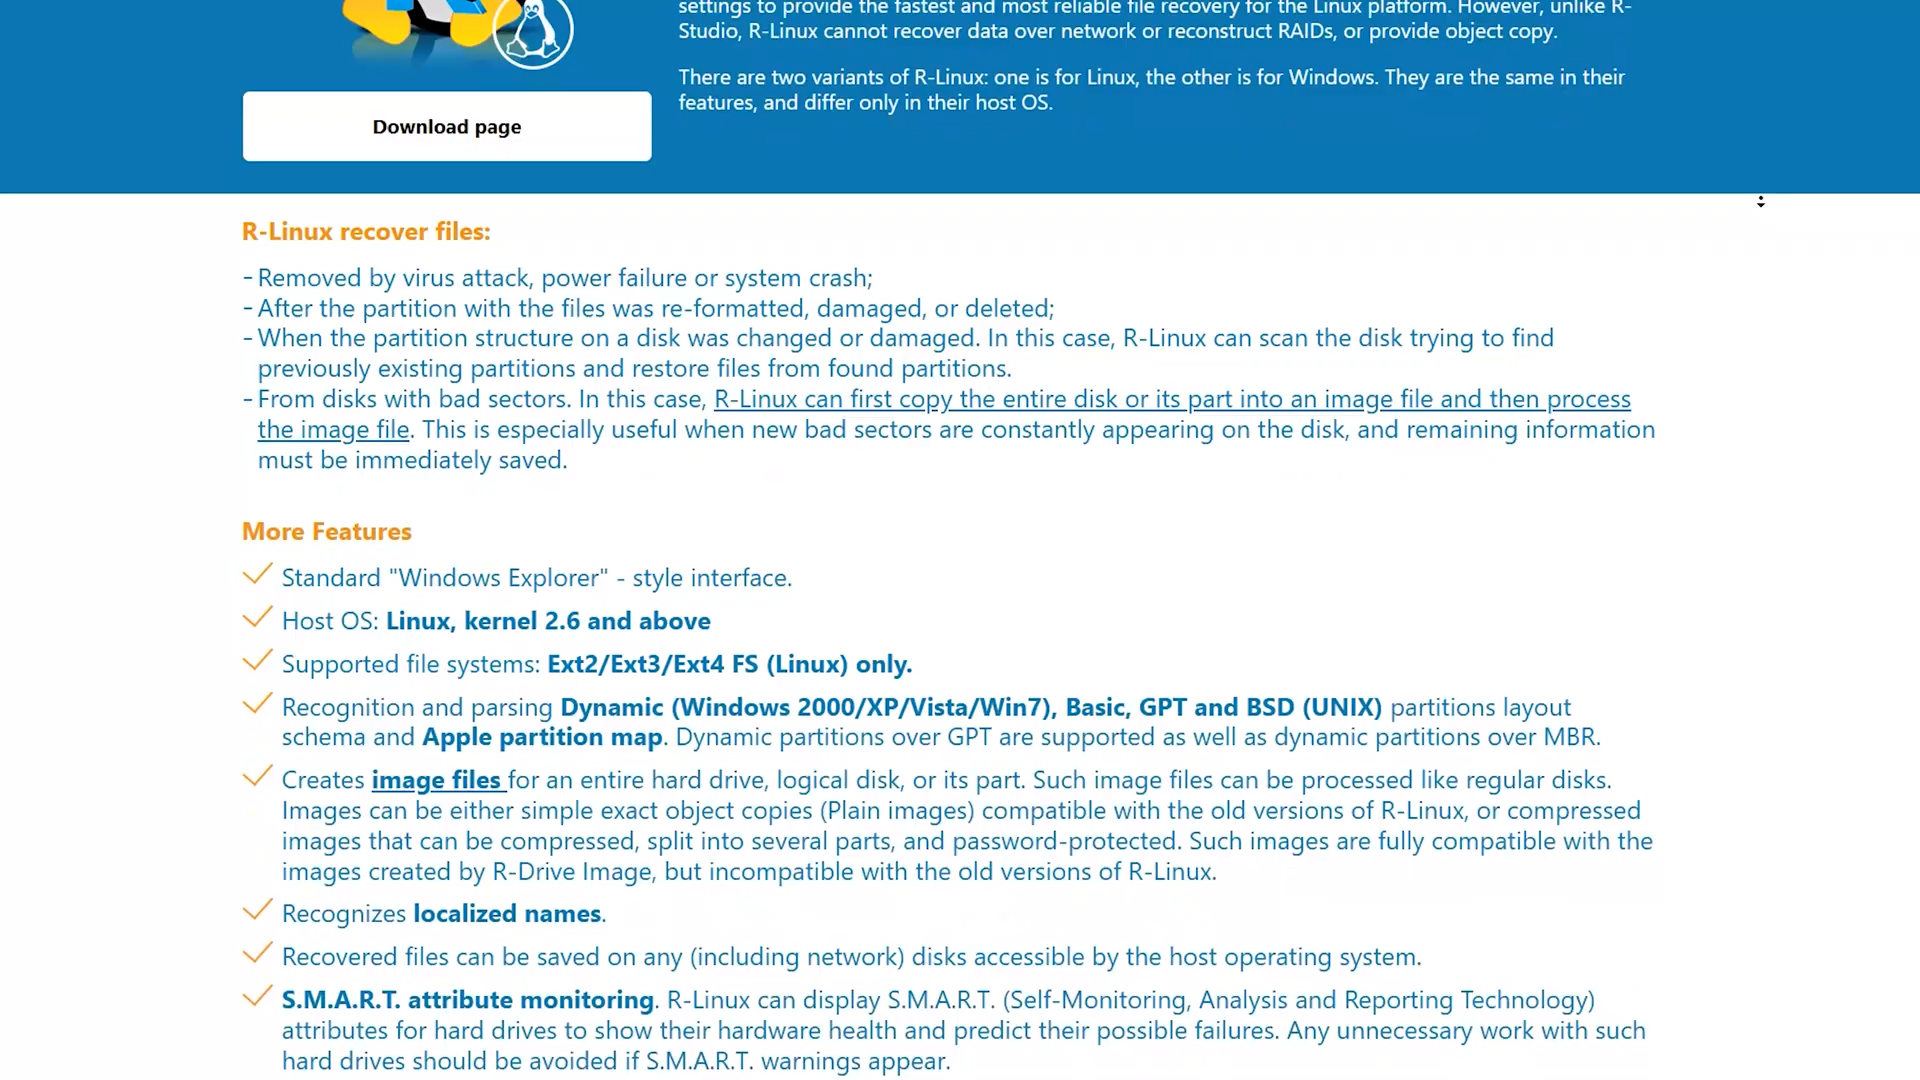 settings to provide the fastest and most reliable file recovery for the Linux platform. However, unlike R-
Studio, R-Linux cannot recover data over network or reconstruct RAIDs, or provide object copy.
There are two variants of R-Linux: one is for Linux, the other is for Windows. They are the same in their
features, and differ only in their host OS.
Download page
R-Linux recover files:
- Removed by virus attack, power failure or system crash;
- After the partition with the files was re-formatted, damaged, or deleted;
- When the partition structure on a disk was changed or damaged. In this case, R-Linux can scan the disk trying to find
previously existing partitions and restore files from found partitions.
- From disks with bad sectors. In this case, R-Linux can first copy the entire disk or its part into an image file and then process
the image file. This is especially useful when new bad sectors are constantly appearing on the disk, and remaining information
must be immediately saved.
More Features
Standard "Windows Explorer" - style interface.
Host OS: Linux, kernel 2.6 and above
Supported file systems: Ext2/Ext3/Ext4 FS (Linux) only.
Recognition and parsing Dynamic (Windows 2000/XP/Vista/Win7), Basic, GPT and BSD (UNIX) partitions layout
schema and Apple partition map. Dynamic partitions over GPT are supported as well as dynamic partitions over MBR.
Creates image files for an entire hard drive, logical disk, or its part. Such image files can be processed like regular disks.
Images can be either simple exact object copies (Plain images) compatible with the old versions of R-Linux, or compressed
images that can be compressed, split into several parts, and password-protected. Such images are fully compatible with the
images created by R-Drive Image, but incompatible with the old versions of R-Linux.
Recognizes localized names.
Recovered files can be saved on any (including network) disks accessible by the host operating system.
S.M.A.R.T. attribute monitoring. R-Linux can display S.M.A.R.T. (Self-Monitoring, Analysis and Reporting Technology)
attributes for hard drives to show their hardware health and predict their possible failures. Any unnecessary work with such
hard drives should be avoided if S.M.A.R.T. warnings appear.